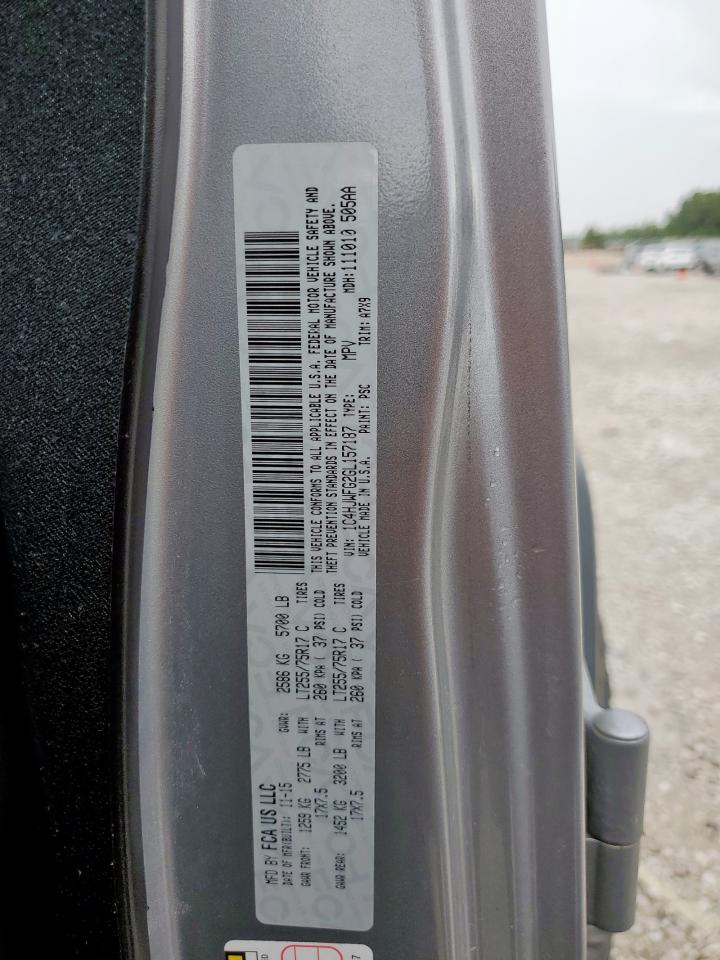 MFD BY FCA US LLC
DATE OF MFR(BUILT): 11-15 GVWR: 2586 KG 5700 LB
GAWR FRONT: 1259 KG 2775 LB WITH LT255/75R17 C TIRES
17X7.5 RIMS AT 260 KPA ( 37 PSI) COLD
GAWR REAR: 1452 KG 3200 LB WITH LT255/75R17 C TIRES
17X7.5 RIMS AT 260 KPA ( 37 PSI) COLD
THIS VEHICLE CONFORMS TO ALL APPLICABLE U.S.A. FEDERAL MOTOR VEHICLE SAFETY AND
THEFT PREVENTION STANDARDS IN EFFECT ON THE DATE OF MANUFACTURE SHOWN ABOVE.
VIN: 1C4HJWFG2GL157187 TYPE: MPV MDH:111010 505AA
VEHICLE MADE IN U.S.A. PAINT: PSC TRIM: A7X9